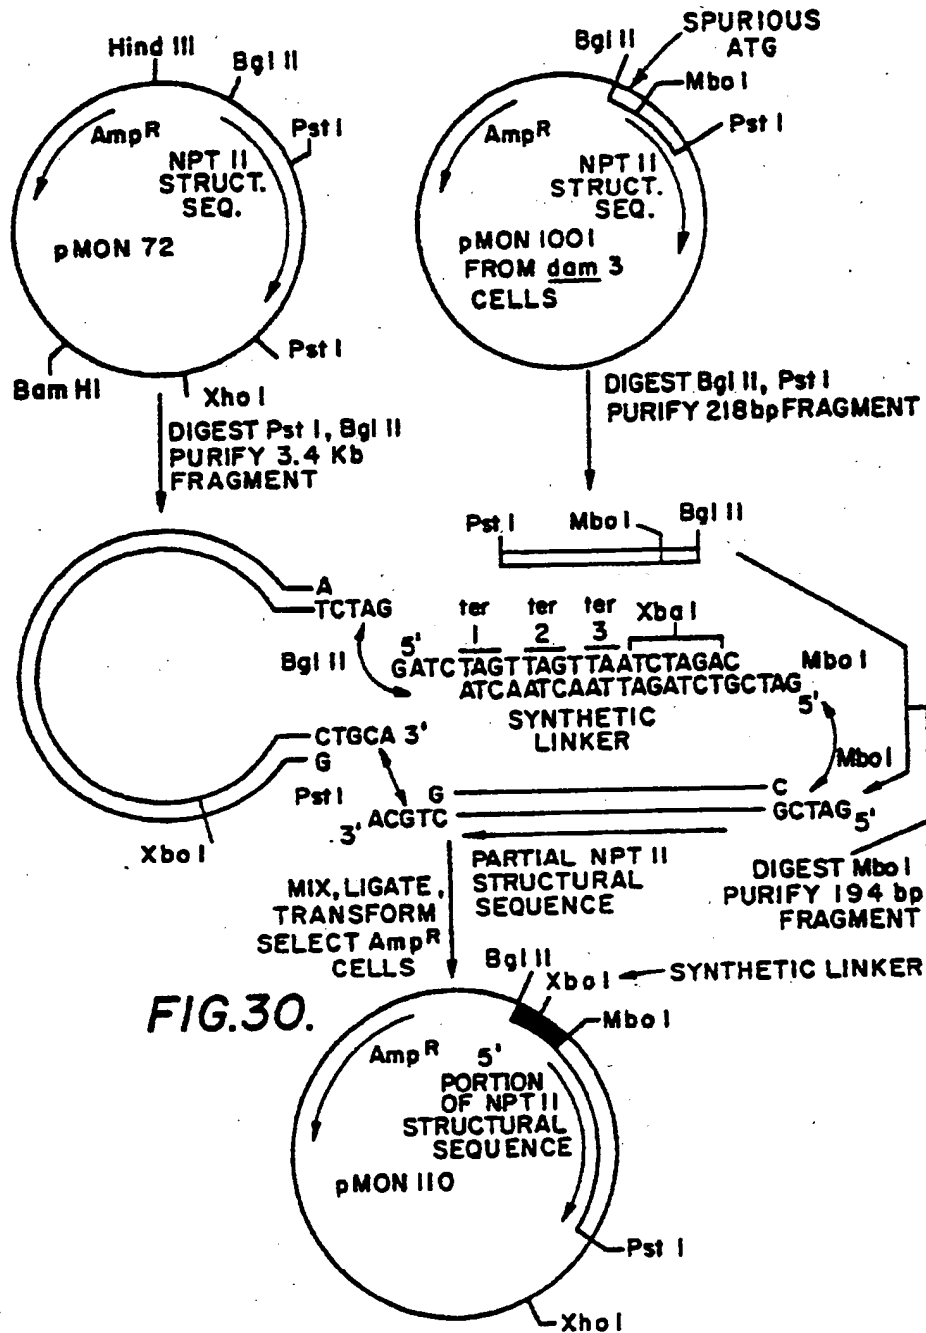 Hind III
Bgl II
Pst I
Amp^R
NPT II
STRUCT.
SEQ.
pMON 72
Pst I
Bam HI
Xho I
SPURIOUS
ATG
Bgl II
Mbo I
Pst I
Amp^R
NPT II
STRUCT.
SEQ.
pMON 1001
FROM dam 3
CELLS
DIGEST Pst I, Bgl II
PURIFY 3.4 Kb
FRAGMENT
DIGEST Bgl II, Pst I
PURIFY 218bp FRAGMENT
Pst I
Mbo I
Bgl II
A
TCTAG
Bgl II
ter ter ter
1 2 3
Xba I
5' GATCTAGTTAGTTAATCTAGAC
ATCAATCAATTAGATCTGCTAG 5'
Mbo I
SYNTHETIC
LINKER
CTGCA 3'
G
Pst I
G
3' ACGTC
Mbo I
C
GCTAG 5'
Xbo I
PARTIAL NPT II
STRUCTURAL
SEQUENCE
DIGEST Mbo I
PURIFY 194 bp
FRAGMENT
MIX, LIGATE,
TRANSFORM
SELECT Amp^R
CELLS
Bgl II
Xbo I
SYNTHETIC LINKER
Mbo I
FIG.30.
Amp^R
5'
PORTION
OF NPT II
STRUCTURAL
SEQUENCE
pMON 110
Pst I
Xho I